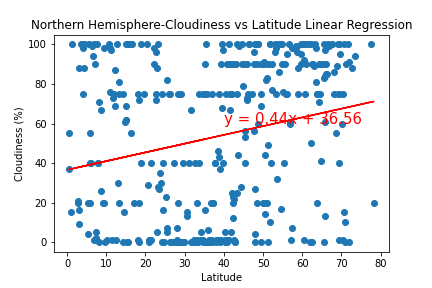 Northern Hemisphere-Cloudiness vs Latitude Linear Regression
100
80
60
40
20
0
Cloudiness (%)
y = 0.44x + 36.56
0 10 20 30 40 50 60 70 80
Latitude